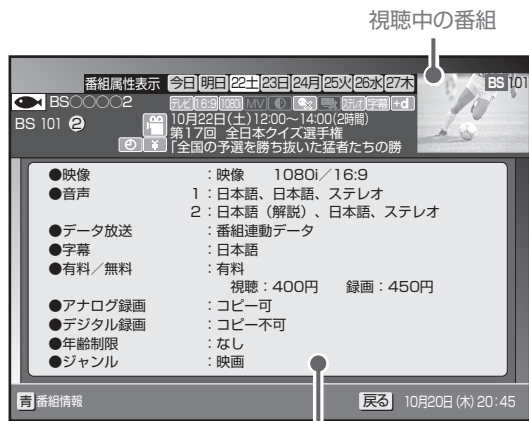 視聴中の番組
番組属性表示 今日 明日 22土 23日 24月 25火 26水 27木
BS 101
BS○○○○2 テレビ 16:9 1080 MV ステレオ 字幕 +d
BS 101 2
10月22日(土)12:00~14:00(2時間)
第17回 全日本クイズ選手権
¥ 「全国の予選を勝ち抜いた猛者たちの勝
●映像 :映像 1080i/16:9
●音声 1:日本語、日本語、ステレオ
2:日本語(解説)、日本語、ステレオ
●データ放送 :番組連動データ
●字幕 :日本語
●有料/無料 :有料
視聴:400円 録画:450円
●アナログ録画 :コピー可
●デジタル録画 :コピー不可
●年齢制限 :なし
●ジャンル :映画
青 番組情報 戻る 10月20日(木)20:45